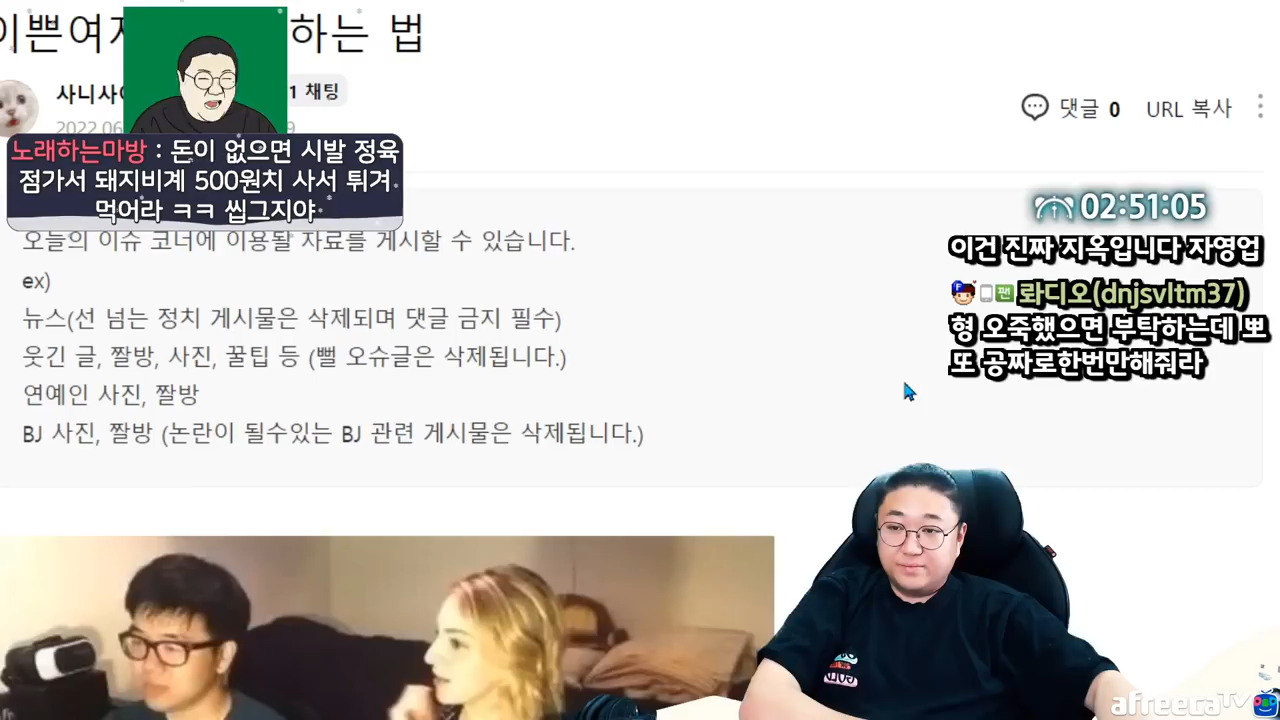 이쁜여자 하는 법
사니사
1 채팅
댓글 0 URL 복사
2022.06
노래하는마방 : 돈이 없으면 시발 정육
점가서 돼지비계 500원치 사서 튀겨
먹어라 ㅋㅋ 씹그지야
오늘의 이슈 코너에 이용될 자료를 게시할 수 있습니다.
ex)
뉴스(선 넘는 정치 게시물은 삭제되며 댓글 금지 필수)
웃긴 글, 짤방, 사진, 꿀팁 등 (뻘 오슈글은 삭제됩니다.)
연예인 사진, 짤방
BJ 사진, 짤방 (논란이 될수있는 BJ 관련 게시물은 삭제됩니다.)
02:51:05
이건 진짜 지옥입니다 자영업
F 팬 롸디오(dnjsvltm37)
형 오죽했으면 부탁하는데 뽀
또 공짜로한번만해줘라
afreecaTV